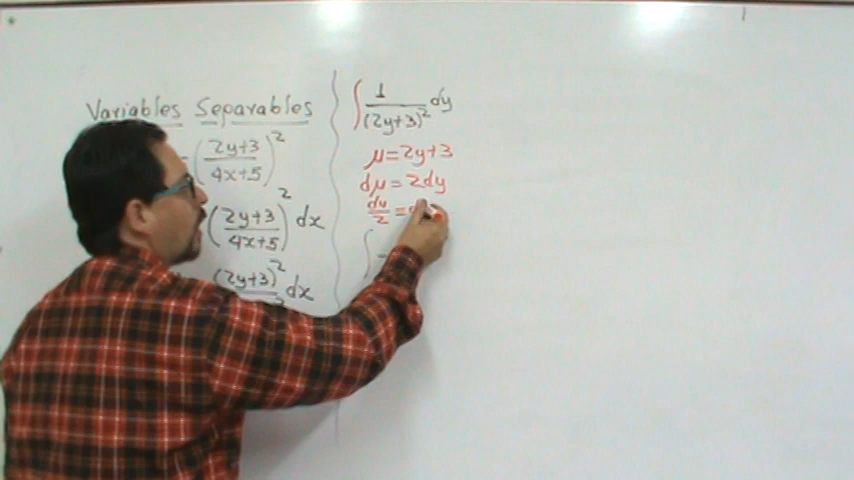 Variables Separables
= (2y+3/4x+5)²
(2y+3/4x+5)² dx
(2y+3)² dx
∫ 1/(2y+3)² dy
μ=2y+3
dμ=2dy
du/2 =
∫